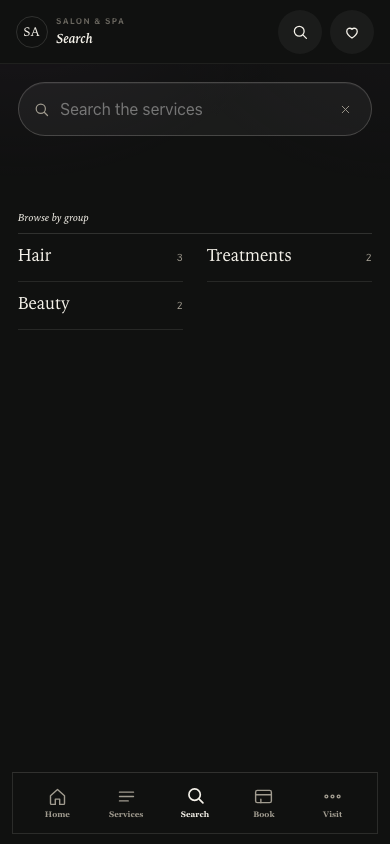 SA
SALON & SPA
Search
Search the services
Browse by group
Hair 3
Treatments 2
Beauty 2
Home
Services
Search
Book
Visit